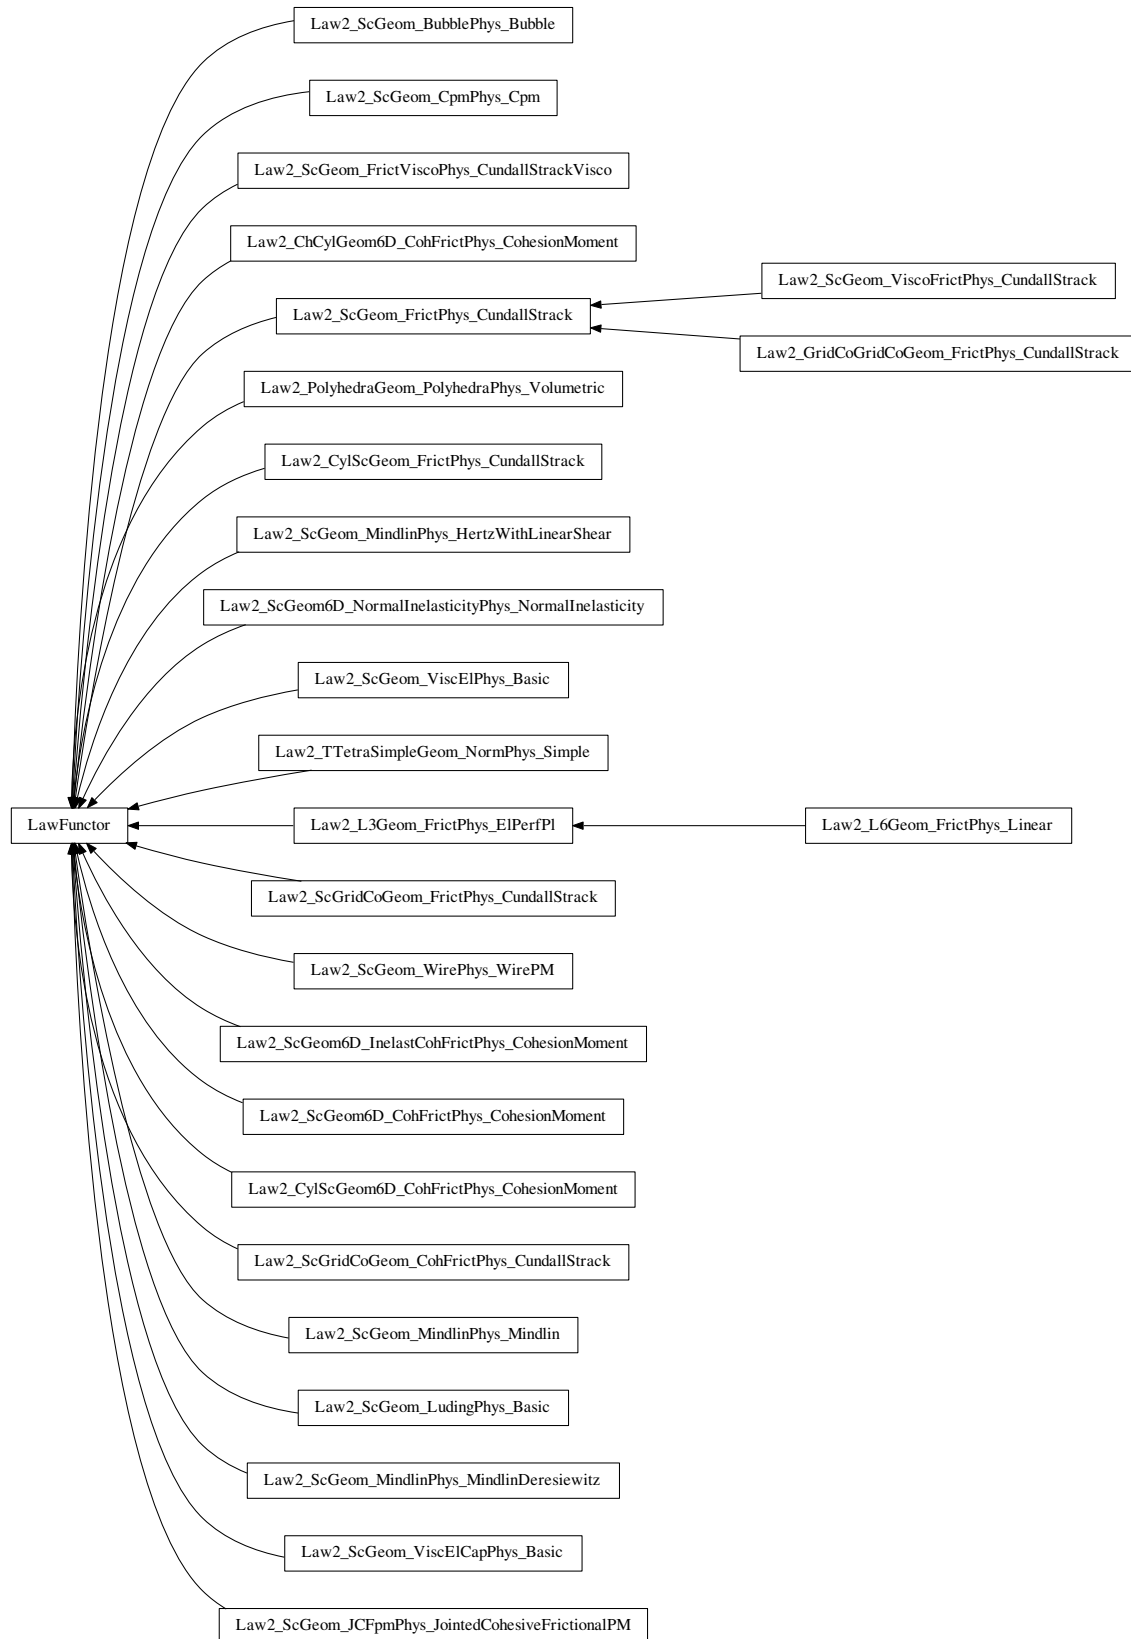 Law2_ScGeom_BubblePhys_Bubble
Law2_ScGeom_CpmPhys_Cpm
Law2_ScGeom_FrictViscoPhys_CundallStrackVisco
Law2_ChCylGeom6D_CohFrictPhys_CohesionMoment
Law2_ScGeom_ViscoFrictPhys_CundallStrack
Law2_ScGeom_FrictPhys_CundallStrack
Law2_GridCoGridCoGeom_FrictPhys_CundallStrack
Law2_PolyhedraGeom_PolyhedraPhys_Volumetric
Law2_CylScGeom_FrictPhys_CundallStrack
Law2_ScGeom_MindlinPhys_HertzWithLinearShear
Law2_ScGeom6D_NormalInelasticityPhys_NormalInelasticity
Law2_ScGeom_ViscElPhys_Basic
Law2_TTetraSimpleGeom_NormPhys_Simple
LawFunctor
Law2_L3Geom_FrictPhys_ElPerfPl
Law2_L6Geom_FrictPhys_Linear
Law2_ScGridCoGeom_FrictPhys_CundallStrack
Law2_ScGeom_WirePhys_WirePM
Law2_ScGeom6D_InelastCohFrictPhys_CohesionMoment
Law2_ScGeom6D_CohFrictPhys_CohesionMoment
Law2_CylScGeom6D_CohFrictPhys_CohesionMoment
Law2_ScGridCoGeom_CohFrictPhys_CundallStrack
Law2_ScGeom_MindlinPhys_Mindlin
Law2_ScGeom_LudingPhys_Basic
Law2_ScGeom_MindlinPhys_MindlinDeresiewitz
Law2_ScGeom_ViscElCapPhys_Basic
Law2_ScGeom_JCFpmPhys_JointedCohesiveFrictionalPM